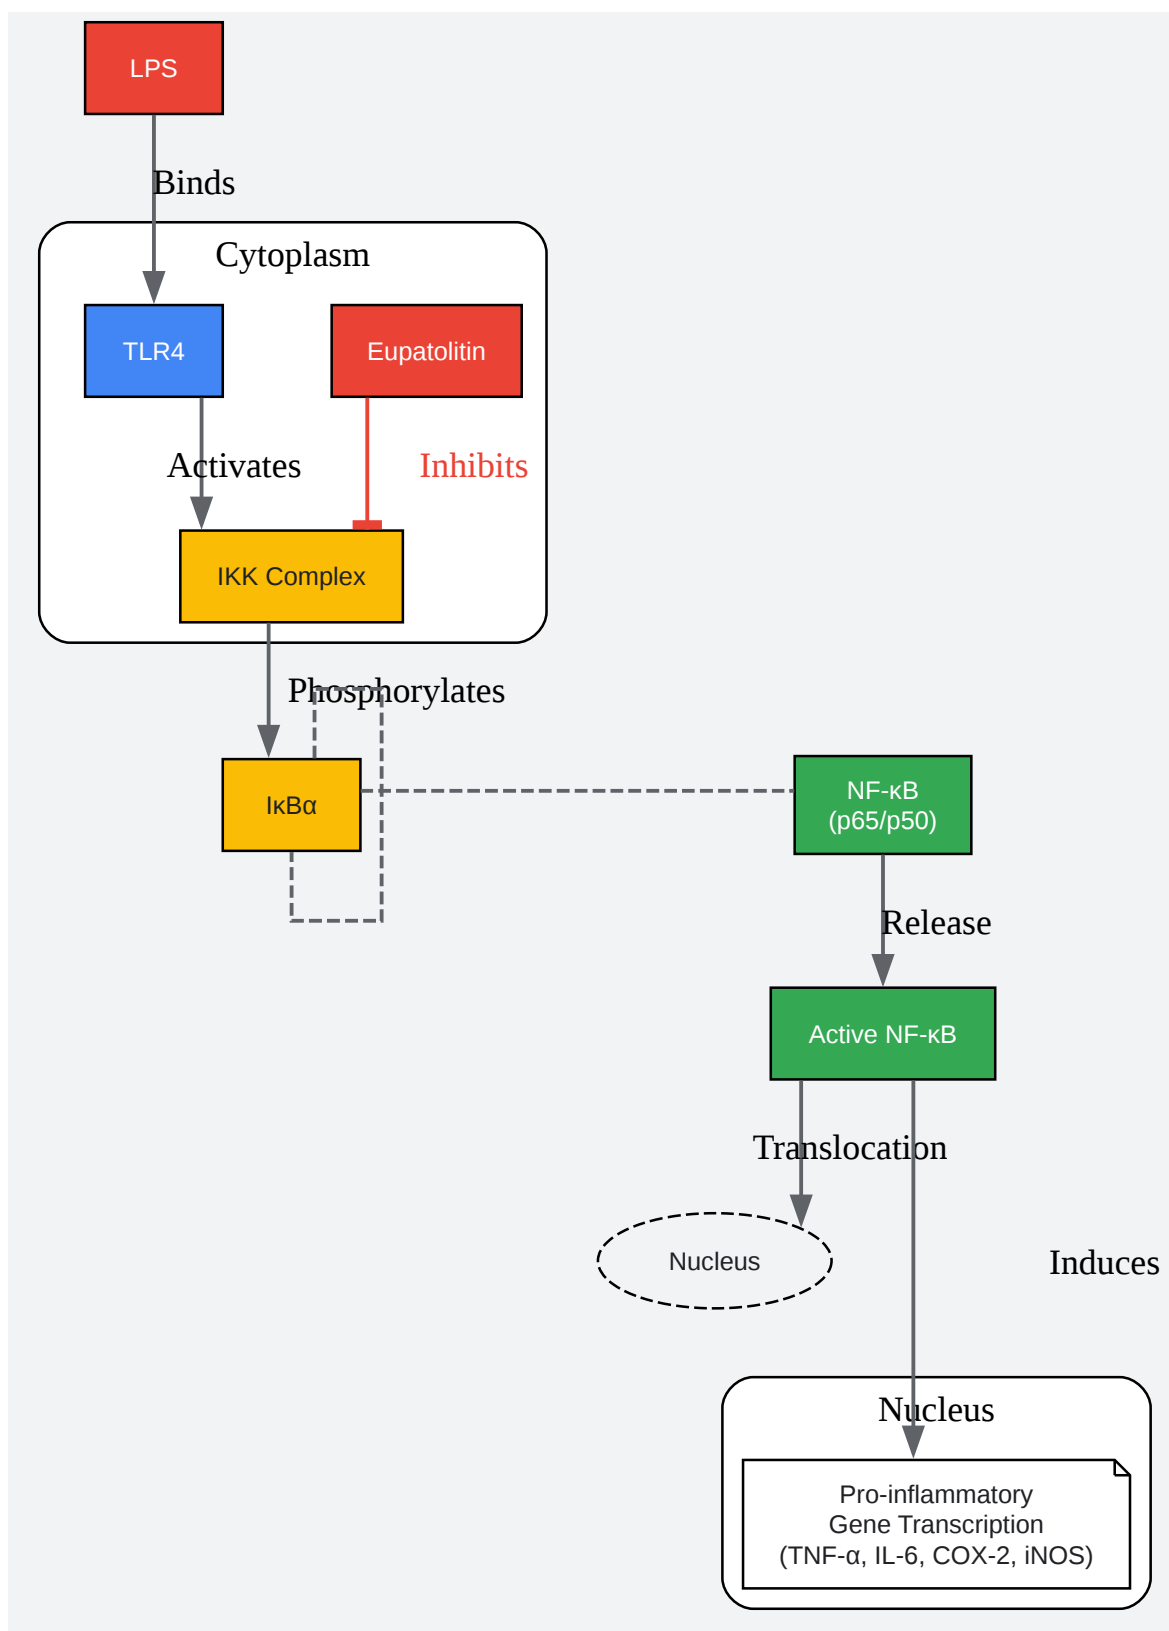 LPS
Binds
Cytoplasm
TLR4
Eupatolitin
Activates
Inhibits
IKK Complex
Phosphorylates
IκBα
NF-κB
(p65/p50)
Release
Active NF-κB
Translocation
Nucleus
Induces
Nucleus
Pro-inflammatory
Gene Transcription
(TNF-α, IL-6, COX-2, iNOS)